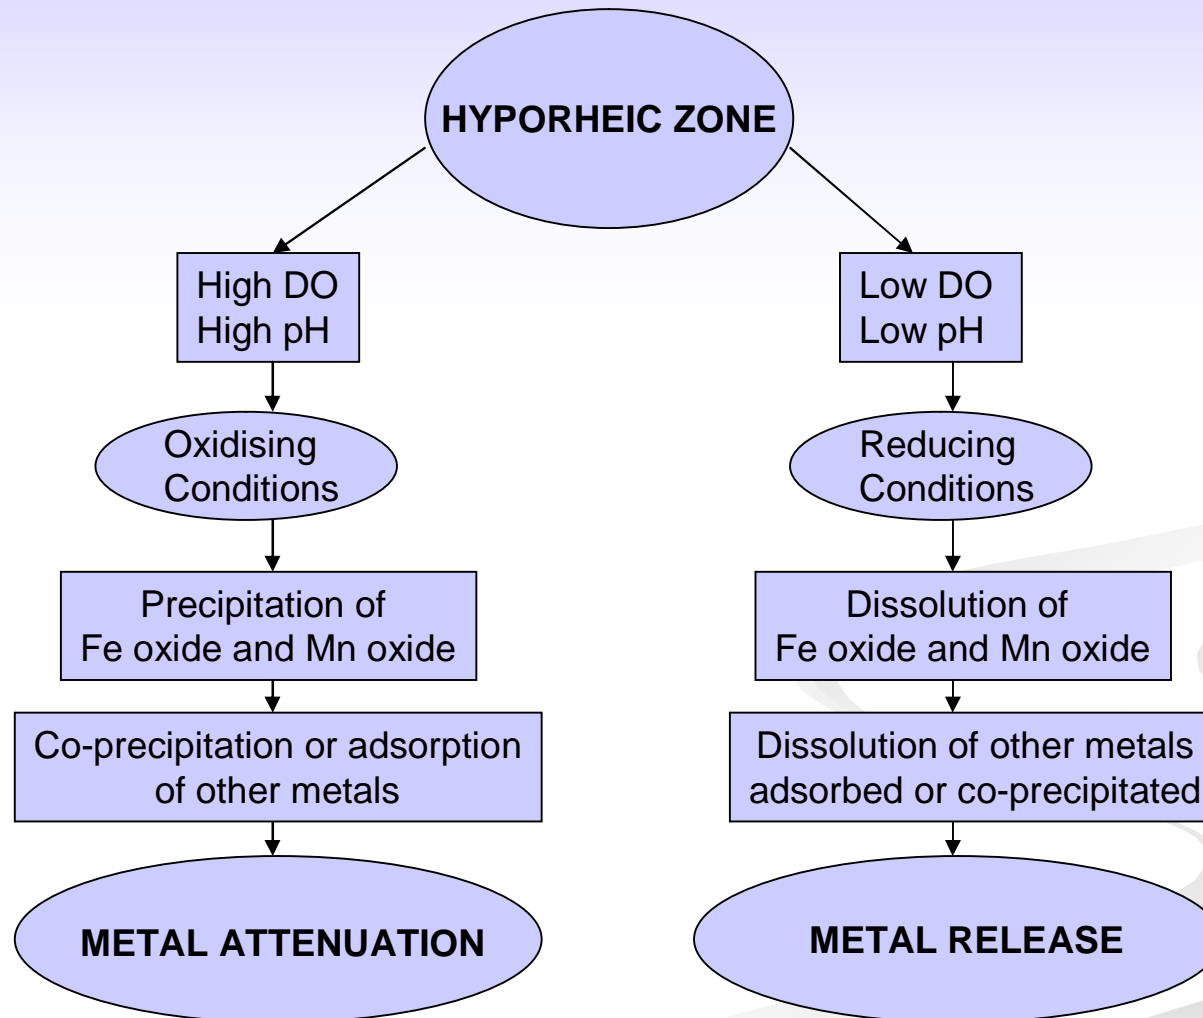 HYPORHEIC ZONE
High DO
High pH
Oxidising
Conditions
Precipitation of
Fe oxide and Mn oxide
Co-precipitation or adsorption
of other metals
METAL ATTENUATION
Low DO
Low pH
Reducing
Conditions
Dissolution of
Fe oxide and Mn oxide
Dissolution of other metals
adsorbed or co-precipitated
METAL RELEASE